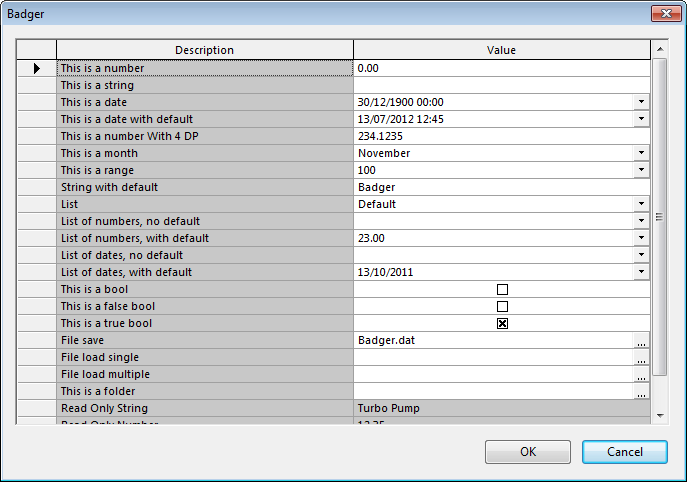 Badger
Description Value
This is a number 0.00
This is a string
This is a date 30/12/1900 00:00
This is a date with default 13/07/2012 12:45
This is a number With 4 DP 234.1235
This is a month November
This is a range 100
String with default Badger
List Default
List of numbers, no default
List of numbers, with default 23.00
List of dates, no default
List of dates, with default 13/10/2011
This is a bool
This is a false bool
This is a true bool
File save Badger.dat ...
File load single ...
File load multiple ...
This is a folder ...
Read Only String Turbo Pump
Read Only Number
OK Cancel